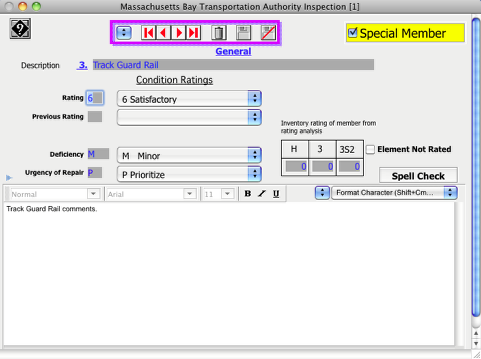 Massachusetts Bay Transportation Authority Inspection [1]
?
Special Member
General
Description 3. Track Guard Rail
Condition Ratings
Rating 6 6 Satisfactory
Previous Rating
Inventory rating of member from
rating analysis
H 3 3S2
0 0 0
Element Not Rated
Deficiency M M Minor
Urgency of Repair P P Prioritize
Spell Check
Normal Arial 11 B I U Format Character (Shift+Cm...
Track Guard Rail comments.